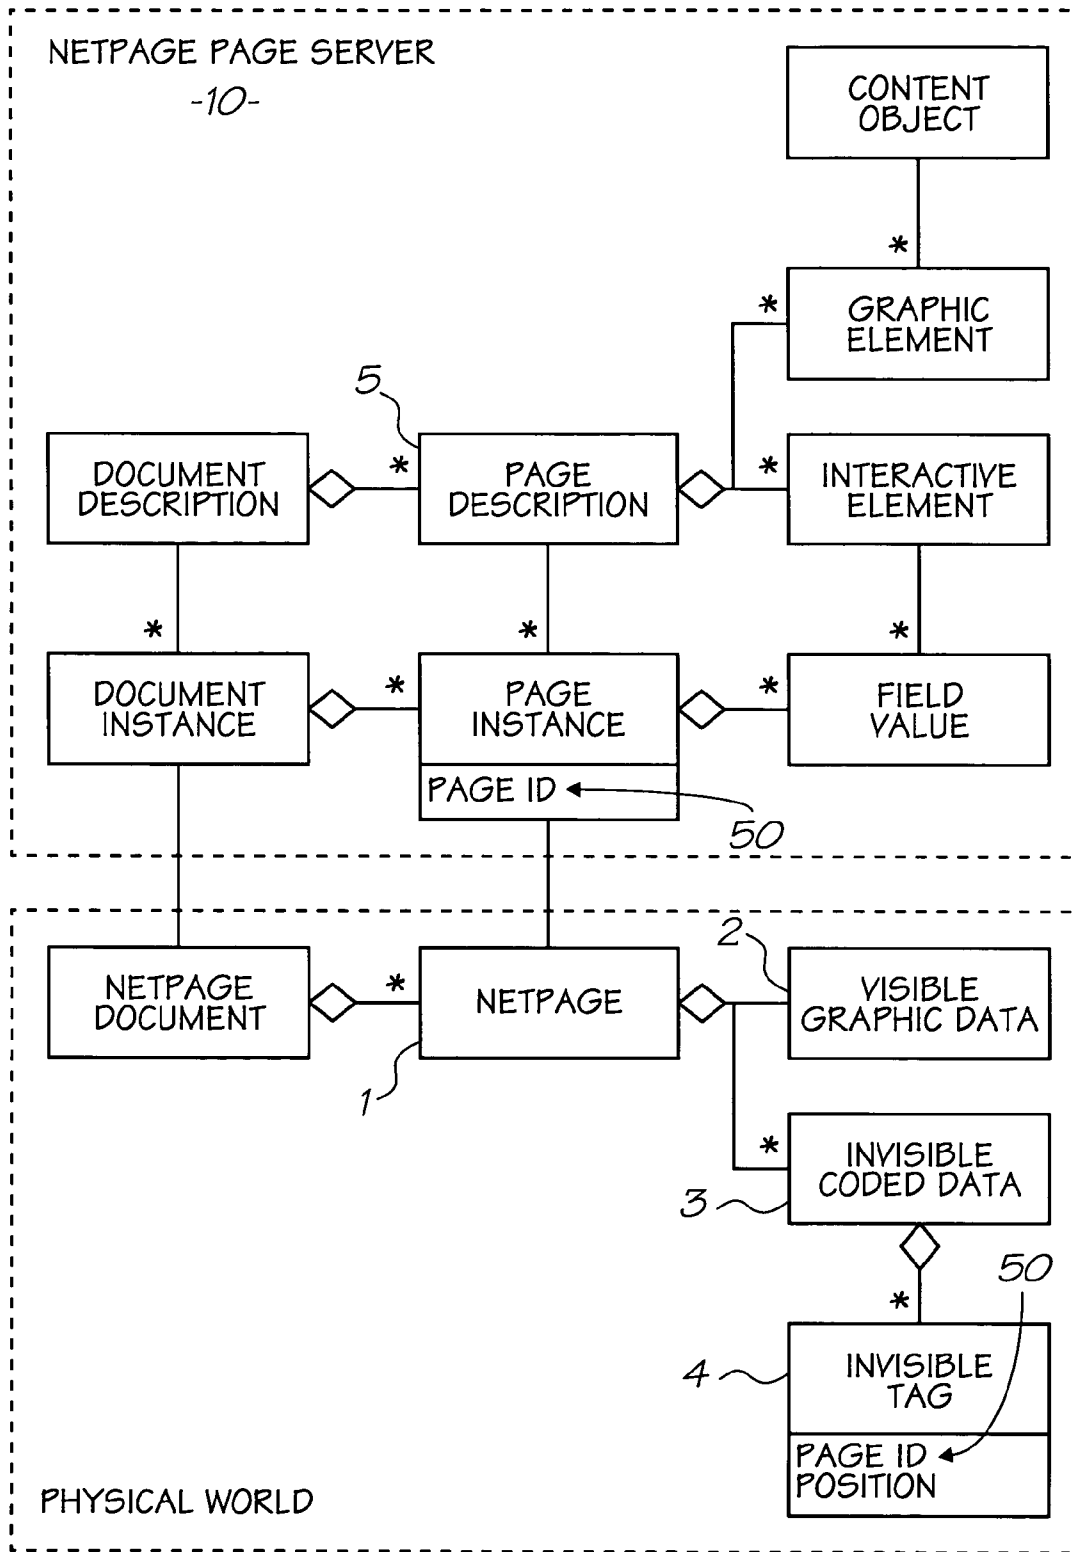 NETPAGE PAGE SERVER
-10-
CONTENT
OBJECT
*
*
GRAPHIC
ELEMENT
5
DOCUMENT
DESCRIPTION
*
PAGE
DESCRIPTION
*
INTERACTIVE
ELEMENT
*
*
*
DOCUMENT
INSTANCE
*
PAGE
INSTANCE
*
FIELD
VALUE
PAGE ID
50
NETPAGE
DOCUMENT
*
NETPAGE
2
VISIBLE
GRAPHIC DATA
1
*
INVISIBLE
CODED DATA
3
50
*
4
INVISIBLE
TAG
PAGE ID
POSITION
PHYSICAL WORLD